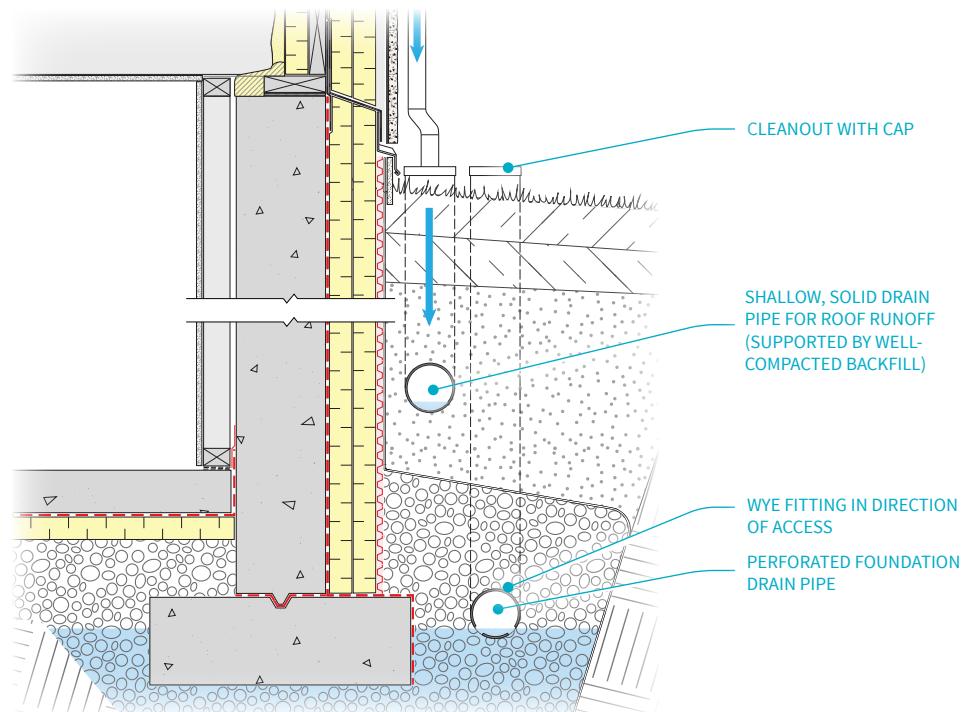 CLEANOUT WITH CAP
SHALLOW, SOLID DRAIN
PIPE FOR ROOF RUNOFF
(SUPPORTED BY WELL-
COMPACTED BACKFILL)
WYE FITTING IN DIRECTION
OF ACCESS
PERFORATED FOUNDATION
DRAIN PIPE